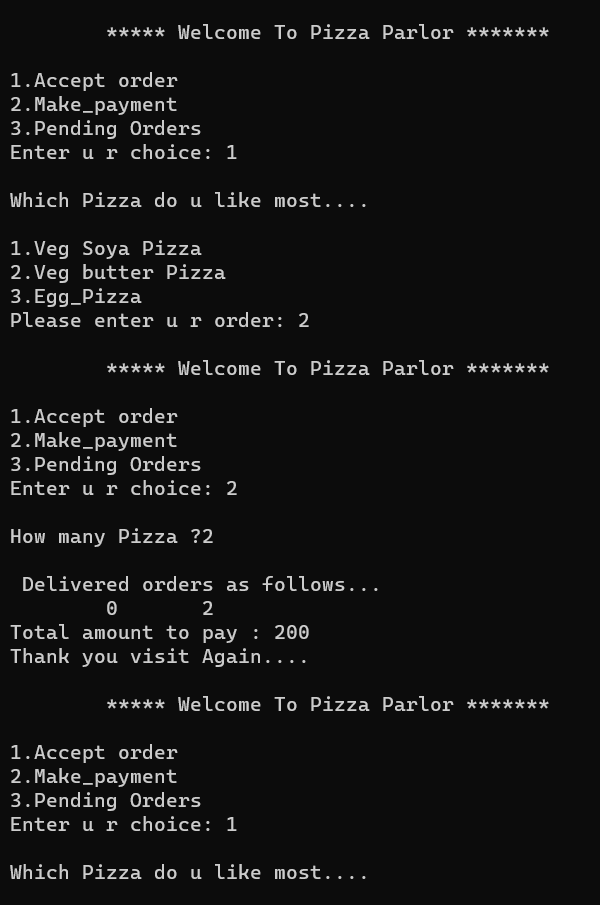 ***** Welcome To Pizza Parlor *******
1.Accept order
2.Make_payment
3.Pending Orders
Enter u r choice: 1
Which Pizza do u like most....
1.Veg Soya Pizza
2.Veg butter Pizza
3.Egg_Pizza
Please enter u r order: 2
***** Welcome To Pizza Parlor *******
1.Accept order
2.Make_payment
3.Pending Orders
Enter u r choice: 2
How many Pizza ?2
Delivered orders as follows...
0       2
Total amount to pay : 200
Thank you visit Again....
***** Welcome To Pizza Parlor *******
1.Accept order
2.Make_payment
3.Pending Orders
Enter u r choice: 1
Which Pizza do u like most....